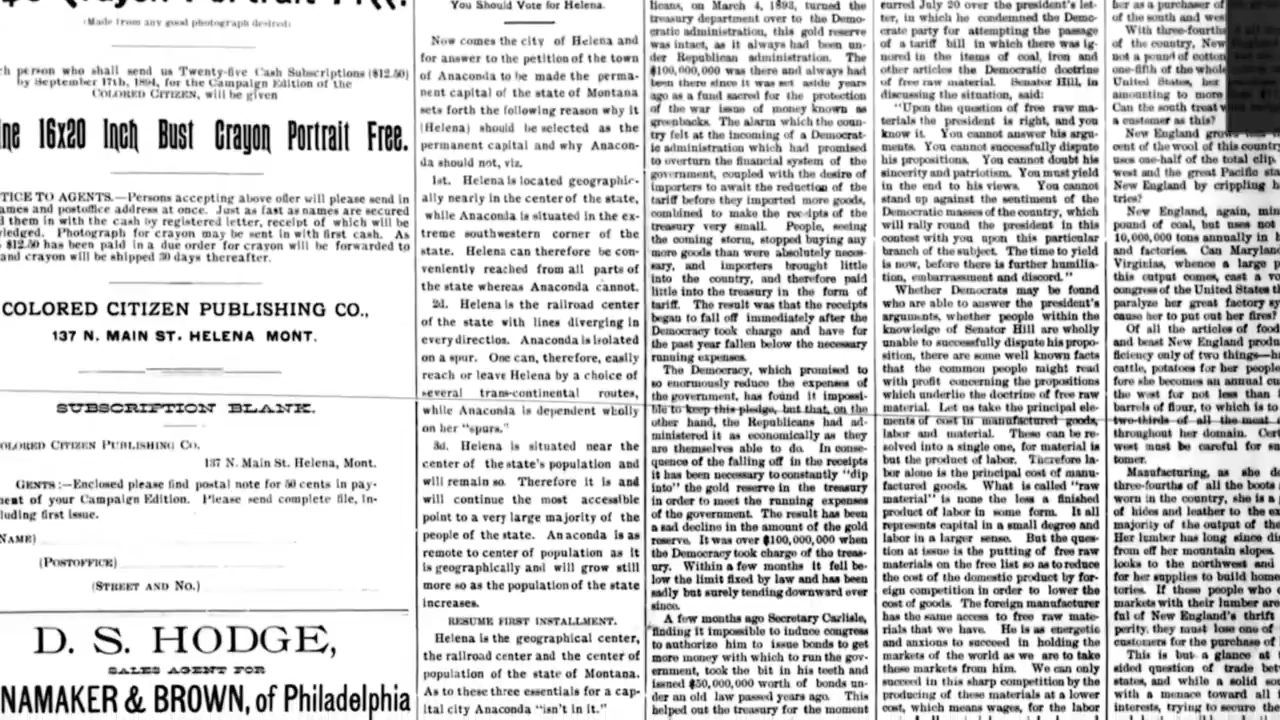 Crayon Portrait Free.
(Made from any good photograph desired)
ch person who shall send us Twenty-five Cash Subscriptions ($12.50)
by September 17th, 1894, for the Campaign Edition of the
COLORED CITIZEN, will be given
ine 16x20 Inch Bust Crayon Portrait Free.
TICE TO AGENTS.—Persons accepting above offer will please send in
ames and postoffice address at once. Just as fast as names are secured
d them in with the cash by registered letter, receipt of which will be
ledged. Photograph for crayon may be sent in with first cash. As
$12.50 has been paid in a due order for crayon will be forwarded to
and crayon will be shipped 30 days thereafter.
COLORED CITIZEN PUBLISHING CO.,
137 N. MAIN ST. HELENA MONT.
SUBSCRIPTION BLANK.
OLORED CITIZEN PUBLISHING CO.
137 N. Main St. Helena, Mont.
GENTS:—Enclosed please find postal note for 50 cents in pay-
ent of your Campaign Edition. Please send complete file, in-
luding first issue.
NAME)
(POSTOFFICE)
(STREET AND NO.)
D. S. HODGE,
SALES AGENT FOR
NAMAKER & BROWN, of Philadelphia
You Should Vote for Helena.
Now comes the city of Helena and
for answer to the petition of the town
of Anaconda to be made the perma-
nent capital of the state of Montana
sets forth the following reason why it
(Helena) should be selected as the
permanent capital and why Anacon-
da should not, viz.
1st. Helena is located geographic-
ally nearly in the center of the state,
while Anaconda is situated in the ex-
treme southwestern corner of the
state. Helena can therefore be con-
veniently reached from all parts of
the state whereas Anaconda cannot.
2d. Helena is the railroad center
of the state with lines diverging in
every direction. Anaconda is isolated
on a spur. One can, therefore, easily
reach or leave Helena by a choice of
several trans-continental routes,
while Anaconda is dependent wholly
on her "spurs."
3d. Helena is situated near the
center of the state's population and
will remain so. Therefore it is and
will continue the most accessible
point to a very large majority of the
people of the state. Anaconda is as
remote to center of population as it
is geographically and will grow still
more so as the population of the state
increases.
RESUME FIRST INSTALLMENT.
Helena is the geographical center,
the railroad center and the center of
population of the state of Montana.
As to these three essentials for a cap-
ital city Anaconda "isn't in it."
licans, on March 4, 1893, turned the
treasury department over to the Demo-
cratic administration, this gold reserve
was intact, as it always had been un-
der Republican administration. The
$100,000,000 was there and always had
been there since it was set aside years
ago as a fund sacred for the protection
of the war issue of money known as
greenbacks. The alarm which the coun-
try felt at the incoming of a Democrat-
ic administration which had promised
to overturn the financial system of the
government, coupled with the desire of
importers to await the reduction of the
tariff before they imported more goods,
combined to make the receipts of the
treasury very small. People, seeing
the coming storm, stopped buying any
more goods than were absolutely neces-
sary, and importers brought little
into the country, and therefore paid
little into the treasury in the form of
tariff. The result was that the receipts
began to fall off immediately after the
Democracy took charge and have for
the past year fallen below the necessary
running expenses.
The Democracy, which promised to
so enormously reduce the expenses of
the government, has found it impossi-
ble to keep this pledge, but that, on the
other hand, the Republicans had ad-
ministered it as economically as they
are themselves able to do. In conse-
quence of the falling off in the receipts
it has been necessary to constantly "dip
into" the gold reserve in the treasury
in order to meet the running expenses
of the government. The result has been
a sad decline in the amount of the gold
reserve. It was over $100,000,000 when
the Democracy took charge of the treas-
ury. Within a few months it fell be-
low the limit fixed by law and has been
sadly but surely tending downward ever
since.
A few months ago Secretary Carlisle,
finding it impossible to induce congress
to authorize him to issue bonds to get
more money with which to run the gov-
ernment, took the bit in his teeth and
issued $50,000,000 worth of bonds un-
der an old law passed years ago. This
helped out the treasury for the moment
curred July 20 over the president's let-
ter, in which he condemned the Demo-
crate party for attempting the passage
of a tariff bill in which there was ig-
nored in the items of coal, iron and
other articles the Democratic doctrine
of free raw material. Senator Hill, in
discussing the situation, said:
"Upon the question of free raw ma-
terials the president is right, and you
know it. You cannot answer his argu-
ments. You cannot successfully dispute
his propositions. You cannot doubt his
sincerity and patriotism. You must yield
in the end to his views. You cannot
stand up against the sentiment of the
Democratic masses of the country, which
will rally round the president in this
contest with you upon this particular
branch of the subject. The time to yield
is now, before there is further humilia-
tion, embarrassment and discord."
Whether Democrats may be found
who are able to answer the president's
arguments, whether people within the
knowledge of Senator Hill are wholly
unable to successfully dispute his propo-
sition, there are some well known facts
that the common people might read
with profit concerning the propositions
which underlie the doctrine of free raw
material. Let us take the principal ele-
ments of cost in manufactured goods,
labor and material. These can be re-
solved into a single one, for material is
but the product of labor. Therefore la-
bor alone is the principal cost of manu-
factured goods. What is called "raw
material" is none the less a finished
product of labor in some form. It all
represents capital in a small degree and
labor in a larger sense. But the ques-
tion at issue is the putting of free raw
materials on the free list so as to reduce
the cost of the domestic product by for-
eign competition in order to lower the
cost of goods. The foreign manufacturer
has the same access to free raw mate-
rials that we have. He is as energetic
and anxious to succeed in holding the
markets of the world as we are to take
these markets from him. We can only
succeed in this sharp competition by the
producing of these materials at a lower
cost, which means wages, for the labor
her as a purchaser of
of the south and wes
With three-fourths
of the country, New
not a pound of cotton
one-fifth of the whole
United States, her
amounting to more
Can the south treat
a customer as this?
New England grows
cent of the wool of this country
uses one-half of the total clip
west and the great Pacific sta
New England by crippling h
tries?
New England, again, min
pound of coal, but uses not
10,000,000 tons annually in
and factories. Can Maryland
Virginias, whence a large p
this output comes, cast a vo
congress of the United States th
paralyze her great factory sy
cause her to put out her fires?
Of all the articles of food
and beast New England produ
ficiency only of two things—h
cattle, potatoes for her people
fore she becomes an annual cu
the west for not less than
barrels of flour, to which is to
two-thirds of all the meat
throughout her domain. Cert
west must be careful for su
tomer.
Manufacturing, as she d
three-fourths of all the boots
worn in the country, she is a
of hides and leather to the ex
majority of the output of th
Her lumber has long since di
from off her mountain slopes.
looks to the northwest and
for her supplies to build home
tories. If these people who
markets with their lumber are
ful of New England's thrift
perity, they must lose one of
customers for the purchase of
This is but a glance at
sided question of trade bet
states, and while a solid so
with a menace toward all
interests, trying to secure the